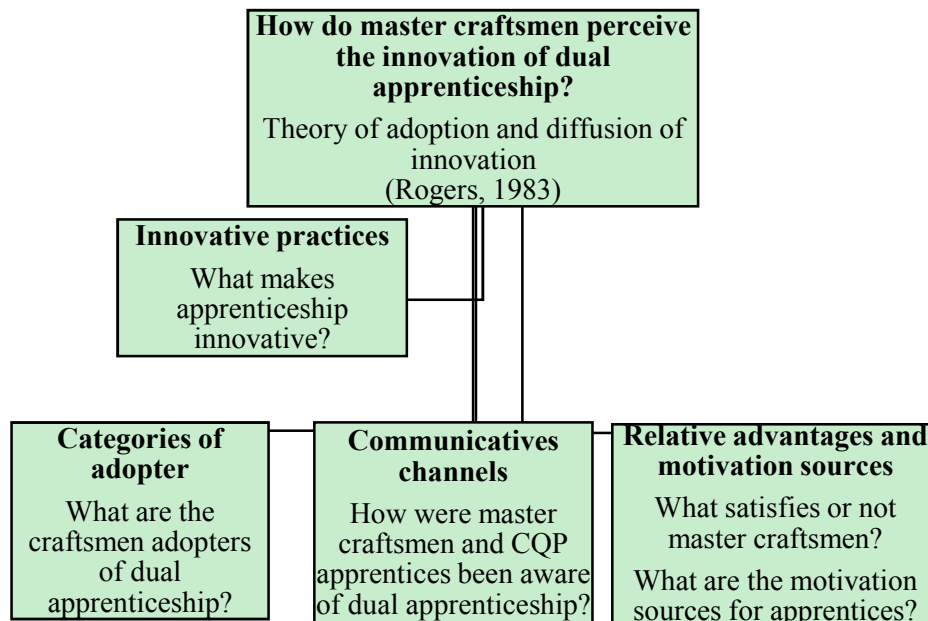 How do master craftsmen perceive
the innovation of dual
apprenticeship?
Theory of adoption and diffusion of
innovation
(Rogers, 1983)
Innovative practices
What makes
apprenticeship
innovative?
Categories of
adopter
What are the
craftsmen adopters
of dual
apprenticeship?
Communicatives
channels
How were master
craftsmen and CQP
apprentices been aware
of dual apprenticeship?
Relative advantages and
motivation sources
What satisfies or not
master craftsmen?
What are the motivation
sources for apprentices?